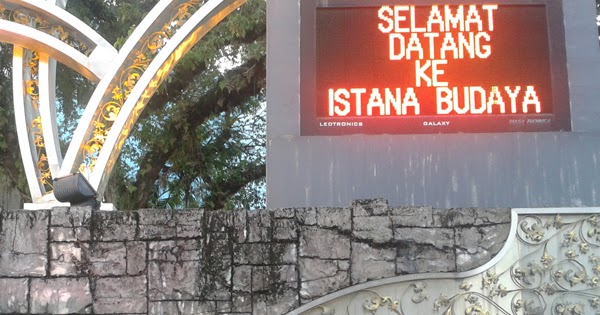 SELAMAT
DATANG
KE
ISTANA BUDAYA
LEDTRONICS GALAXY